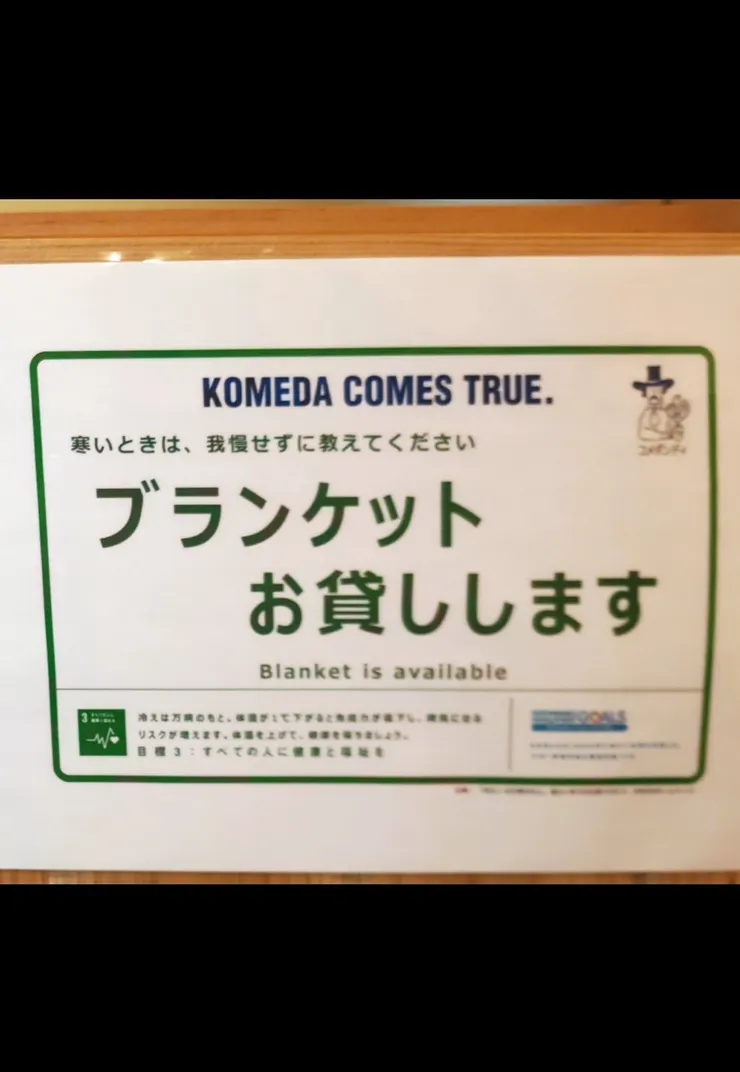 KOMEDA COMES TRUE.
寒いときは、我慢せずに教えてください
ブランケット
お貸しします
Blanket is available
3
冷えは万病のもと。体温が1℃下がると免疫力が低下し、病気になる
リスクが増えます。体温を上げて、健康を保ちましょう。
目標3:すべての人に健康と福祉を
GOALS